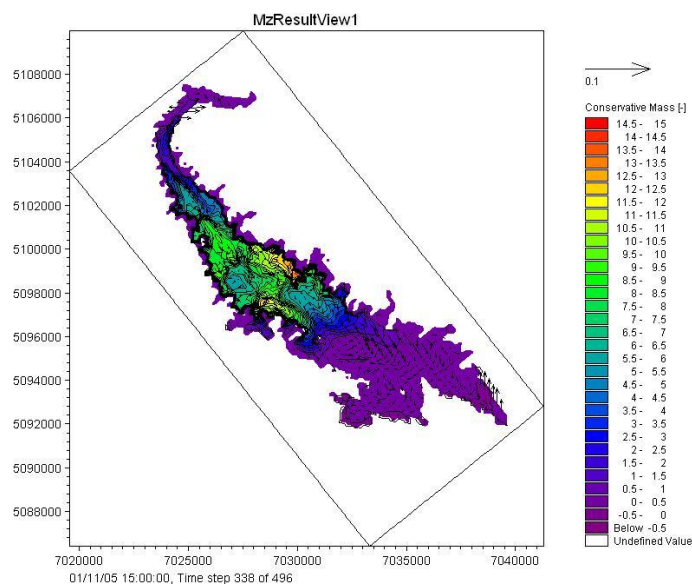 MzResultView1
5108000
5106000
5104000
5102000
5100000
5098000
5096000
5094000
5092000
5090000
5088000
7020000 7025000 7030000 7035000 7040000
01/11/05 15:00:00, Time step 338 of 496
0.1
Conservative Mass [-]
14.5 - 15
14 - 14.5
13.5 - 14
13 - 13.5
12.5 - 13
12 - 12.5
11.5 - 12
11 - 11.5
10.5 - 11
10 - 10.5
9.5 - 10
9 - 9.5
8.5 - 9
8 - 8.5
7.5 - 8
7 - 7.5
6.5 - 7
6 - 6.5
5.5 - 6
5 - 5.5
4.5 - 5
4 - 4.5
3.5 - 4
3 - 3.5
2.5 - 3
2 - 2.5
1.5 - 2
1 - 1.5
0.5 - 1
0 - 0.5
-0.5 - 0
Below -0.5
Undefined Value